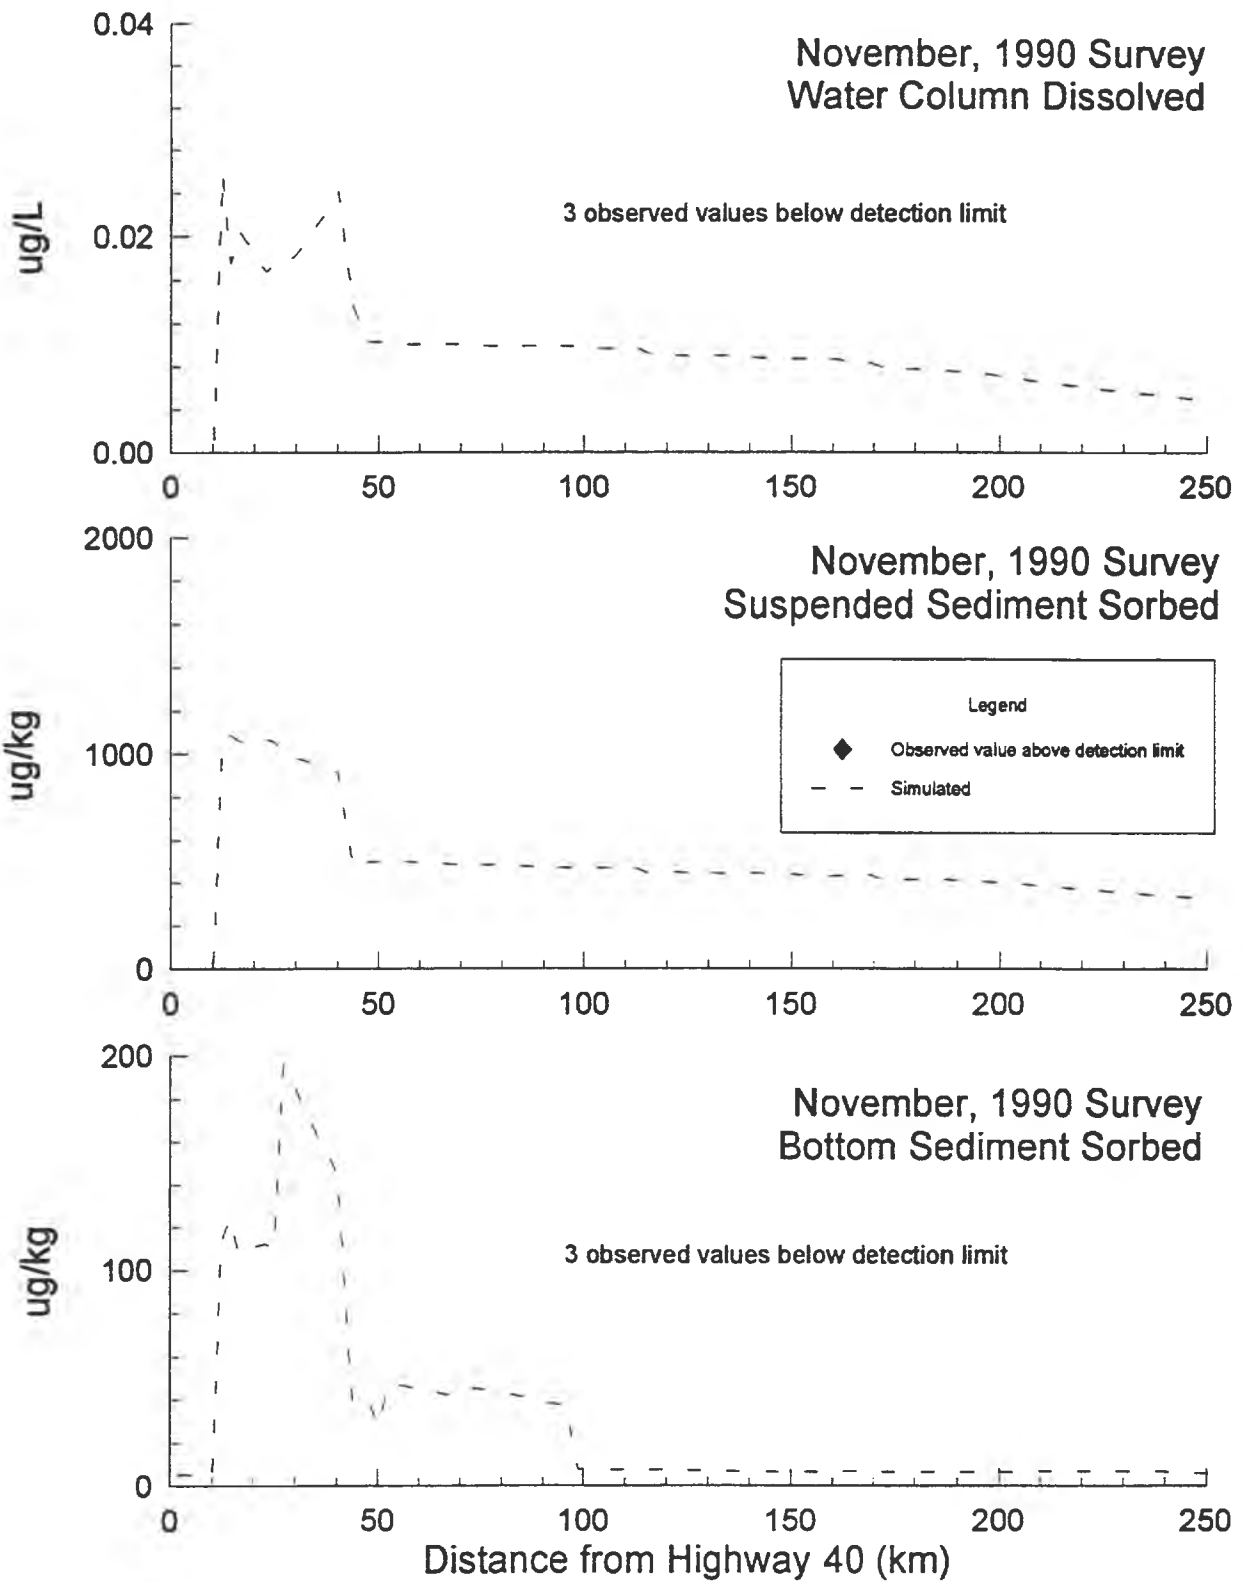 0.04
November, 1990 Survey
Water Column Dissolved
3 observed values below detection limit
ug/L
0.02
0.00
0 50 100 150 200 250
2000
November, 1990 Survey
Suspended Sediment Sorbed
Legend
Observed value above detection limit
Simulated
ug/kg
1000
0
0 50 100 150 200 250
200
November, 1990 Survey
Bottom Sediment Sorbed
3 observed values below detection limit
ug/kg
100
0
0 50 100 150 200 250
Distance from Highway 40 (km)